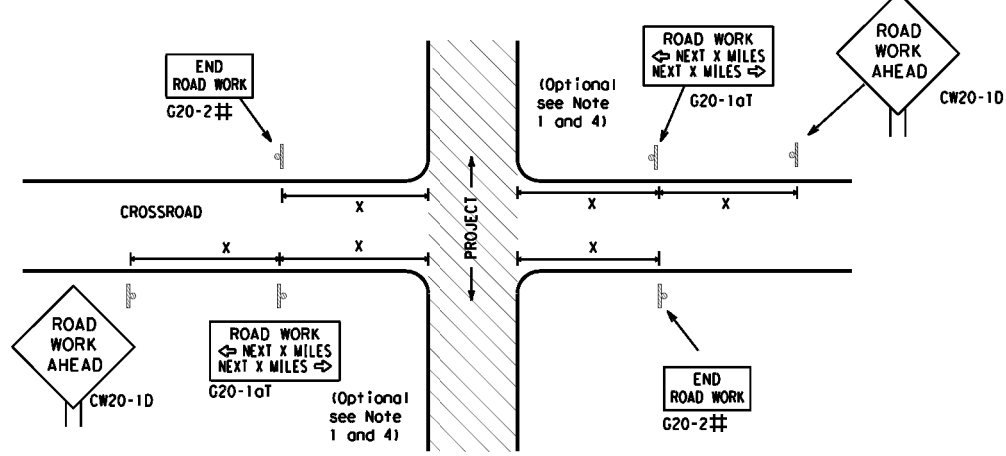 END
ROAD WORK
G20-2#
ROAD WORK
⇦ NEXT X MILES
NEXT X MILES ⇨
G20-1aT
(Optional
see Note
1 and 4)
ROAD
WORK
AHEAD
CW20-1D
X
X
X
CROSSROAD
PROJECT
X
X
X
ROAD
WORK
AHEAD
CW20-1D
ROAD WORK
⇦ NEXT X MILES
NEXT X MILES ⇨
G20-1aT
(Optional
see Note
1 and 4)
END
ROAD WORK
G20-2#